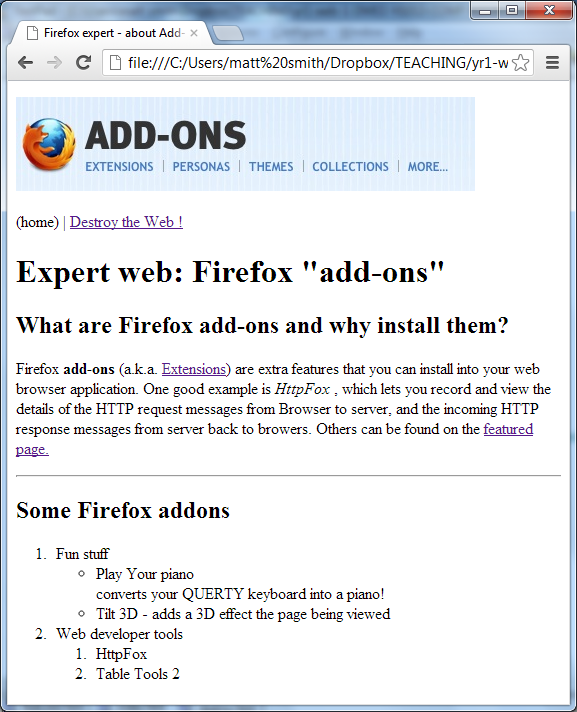 Firefox expert - about Add-
file:///C:/Users/matt%20smith/Dropbox/TEACHING/yr1-w
ADD-ONS
EXTENSIONS | PERSONAS | THEMES | COLLECTIONS | MORE...
(home) | Destroy the Web !
Expert web: Firefox "add-ons"
What are Firefox add-ons and why install them?
Firefox add-ons (a.k.a. Extensions) are extra features that you can install into your web
browser application. One good example is HttpFox , which lets you record and view the
details of the HTTP request messages from Browser to server, and the incoming HTTP
response messages from server back to browers. Others can be found on the featured
page.
Some Firefox addons
1. Fun stuff
Play Your piano
converts your QUERTY keyboard into a piano!
Tilt 3D - adds a 3D effect the page being viewed
2. Web developer tools
1. HttpFox
2. Table Tools 2